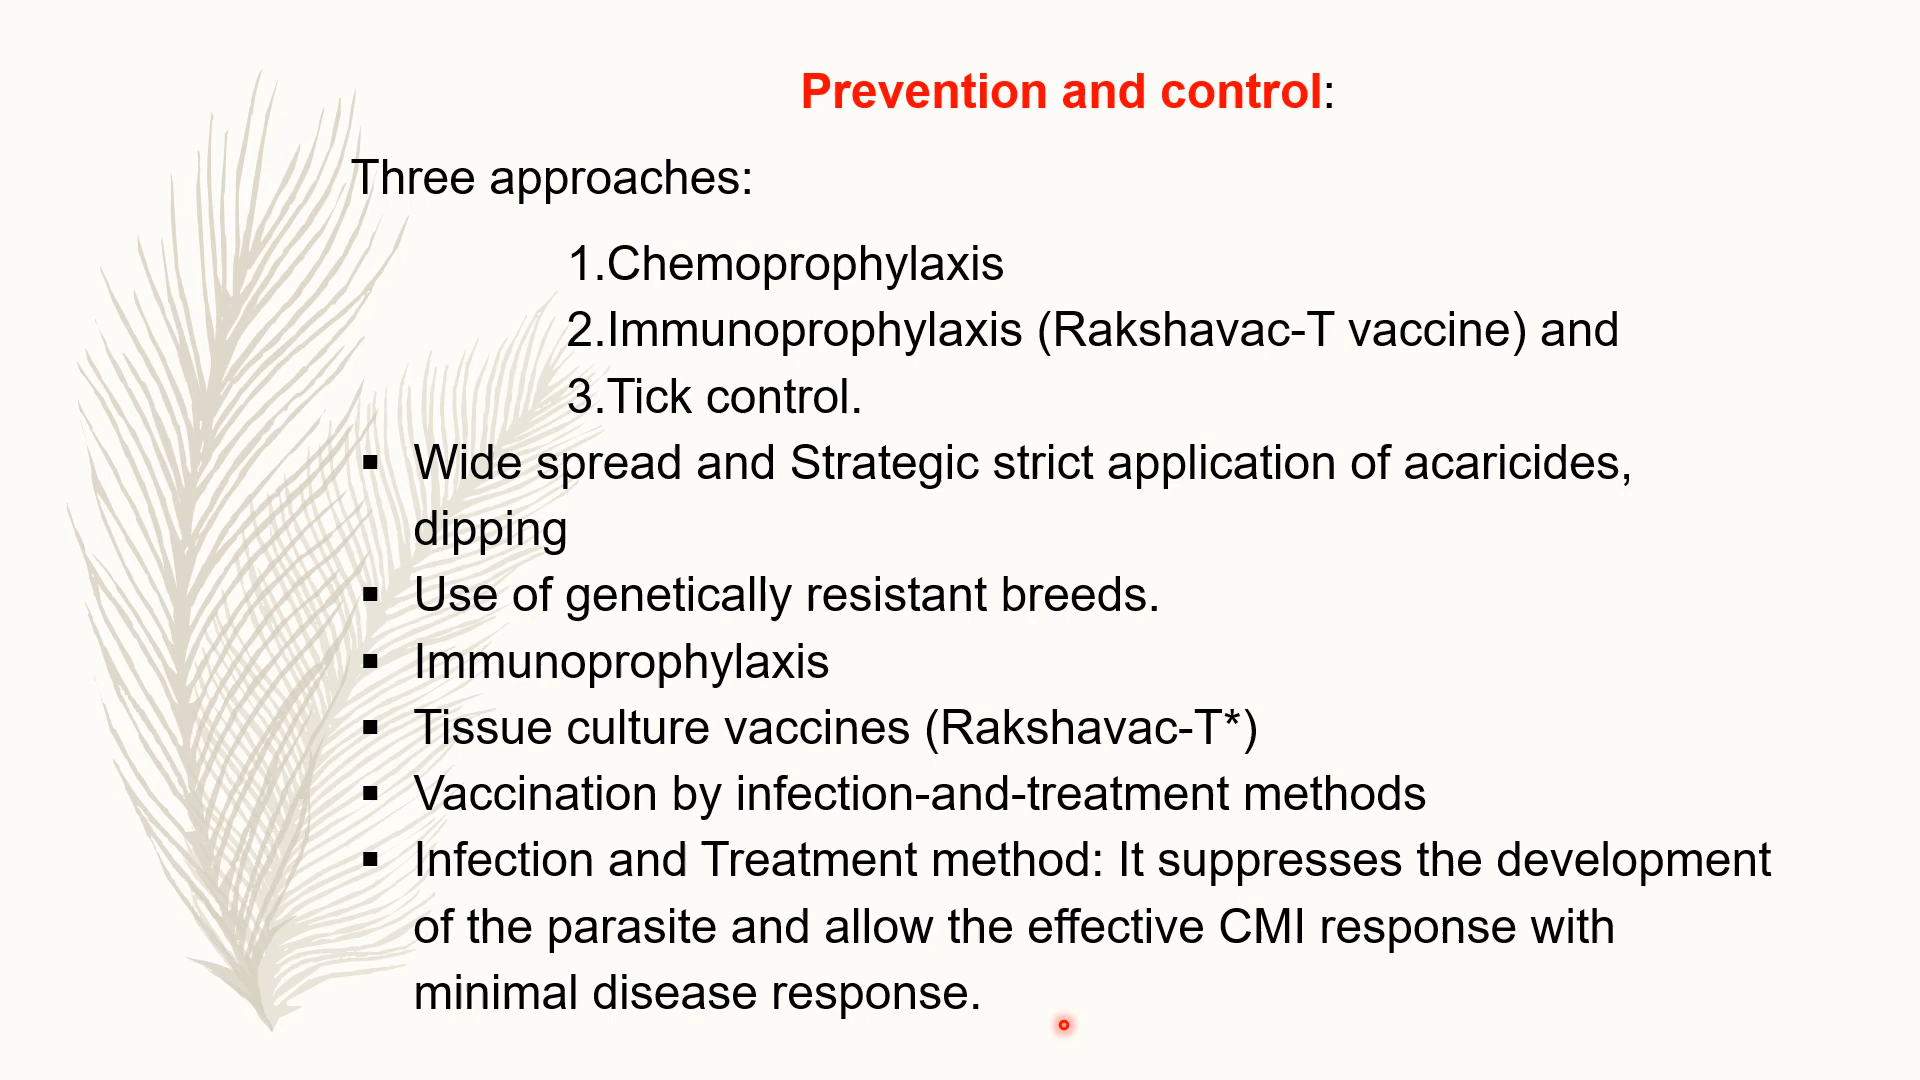 Prevention and control:
Three approaches:
1.Chemoprophylaxis
2.Immunoprophylaxis (Rakshavac-T vaccine) and
3.Tick control.
▪ Wide spread and Strategic strict application of acaricides,
dipping
▪ Use of genetically resistant breeds.
▪ Immunoprophylaxis
▪ Tissue culture vaccines (Rakshavac-T*)
▪ Vaccination by infection-and-treatment methods
▪ Infection and Treatment method: It suppresses the development
of the parasite and allow the effective CMI response with
minimal disease response.